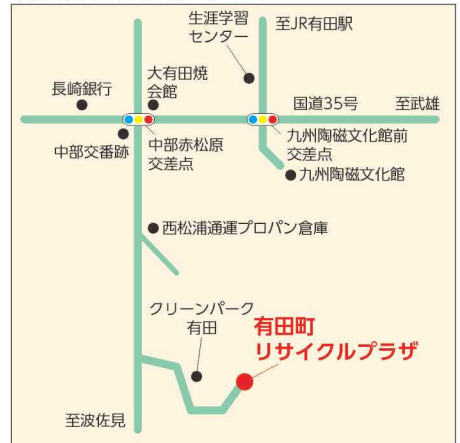 生涯学習
センター
至JR有田駅
長崎銀行
大有田焼
会館
国道35号
至武雄
中部交番跡
中部赤松原
交差点
九州陶磁文化館前
交差点
九州陶磁文化館
西松浦通運プロパン倉庫
クリーンパーク
有田
有田町
リサイクルプラザ
至波佐見